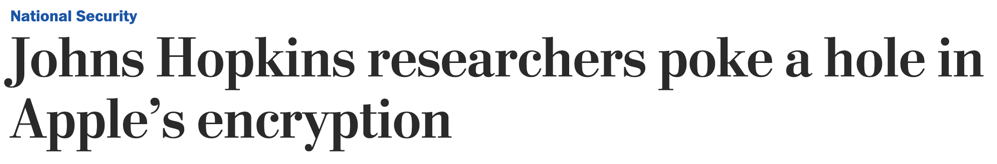 National Security
Johns Hopkins researchers poke a hole in
Apple’s encryption